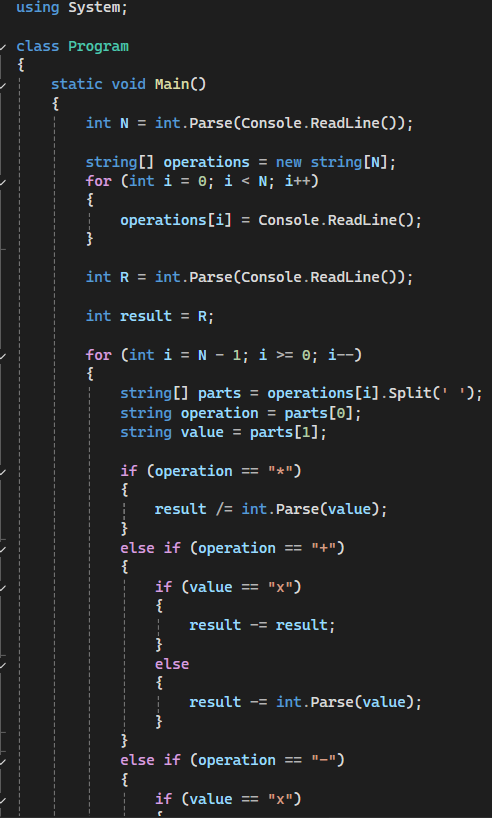 using System;
class Program
{
static void Main()
{
int N = int.Parse(Console.ReadLine());
string[] operations = new string[N];
for (int i = 0; i < N; i++)
{
operations[i] = Console.ReadLine();
}
int R = int.Parse(Console.ReadLine());
int result = R;
for (int i = N - 1; i >= 0; i--)
{
string[] parts = operations[i].Split(' ');
string operation = parts[0];
string value = parts[1];
if (operation == "*")
{
result /= int.Parse(value);
}
else if (operation == "+")
{
if (value == "x")
{
result -= result;
}
else
{
result -= int.Parse(value);
}
}
else if (operation == "-")
{
if (value == "x")
{